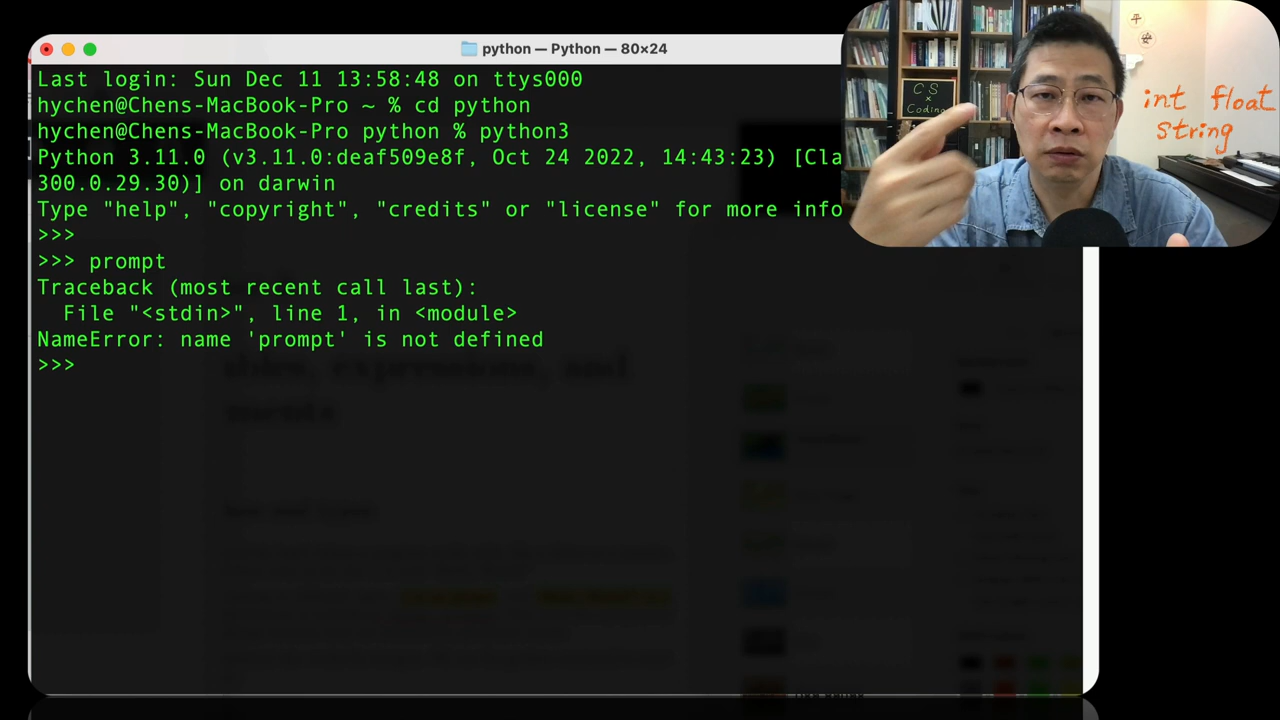 python — Python — 80×24
Last login: Sun Dec 11 13:58:48 on ttys000
hychen@Chens-MacBook-Pro ~ % cd python
hychen@Chens-MacBook-Pro python % python3
Python 3.11.0 (v3.11.0:deaf509e8f, Oct 24 2022, 14:43:23) [Cla
300.0.29.30)] on darwin
Type "help", "copyright", "credits" or "license" for more info
>>>
>>> prompt
Traceback (most recent call last):
  File "<stdin>", line 1, in <module>
NameError: name 'prompt' is not defined
>>>
CS
×
Coding
平
安
int float
string